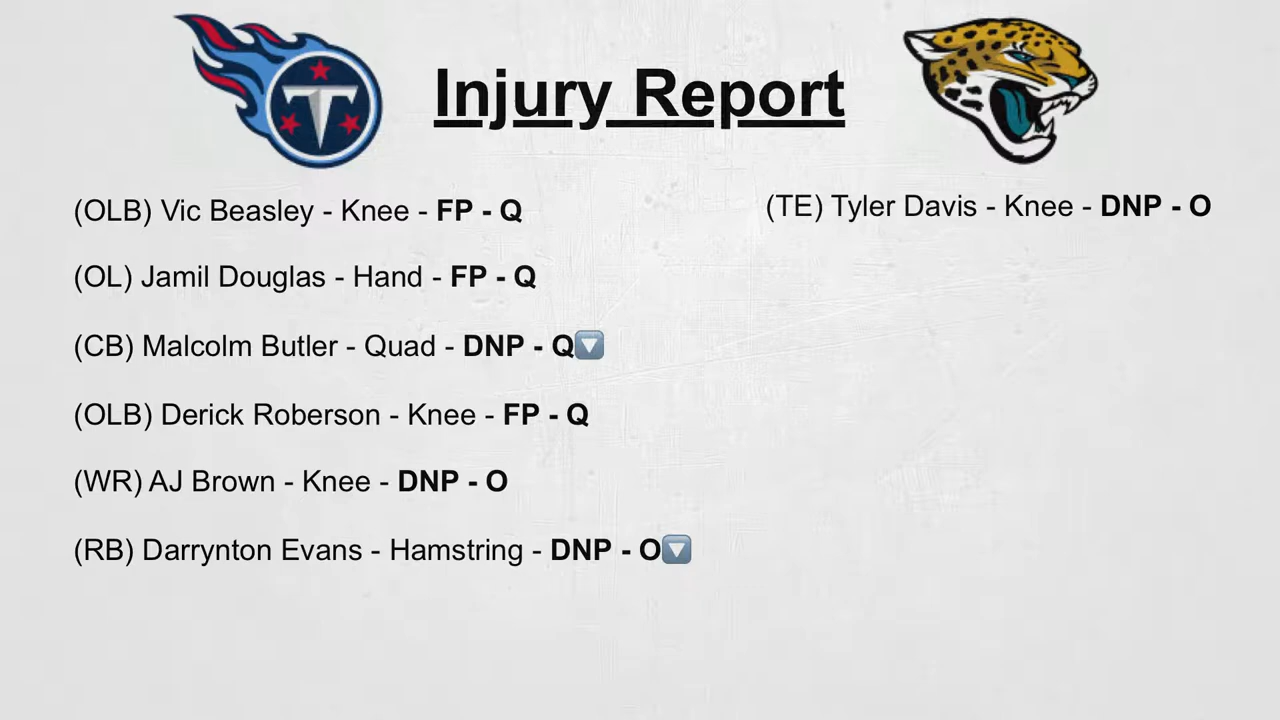 Injury Report
(OLB) Vic Beasley - Knee - FP - Q
(OL) Jamil Douglas - Hand - FP - Q
(CB) Malcolm Butler - Quad - DNP - Q🔽
(OLB) Derick Roberson - Knee - FP - Q
(WR) AJ Brown - Knee - DNP - O
(RB) Darrynton Evans - Hamstring - DNP - O🔽
(TE) Tyler Davis - Knee - DNP - O